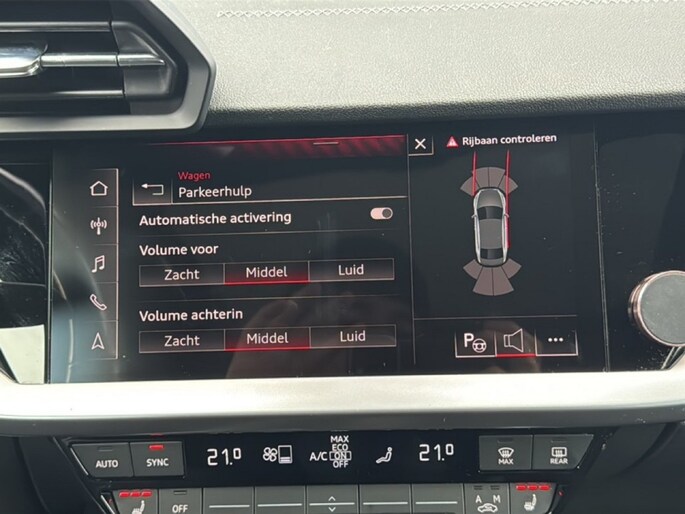 Rijbaan controleren
Wagen
Parkeerhulp
Automatische activering
Volume voor
Zacht Middel Luid
Volume achterin
Zacht Middel Luid
P
AUTO SYNC 21.0 A/C MAX ECO ON OFF 21.0 MAX REAR
OFF A M